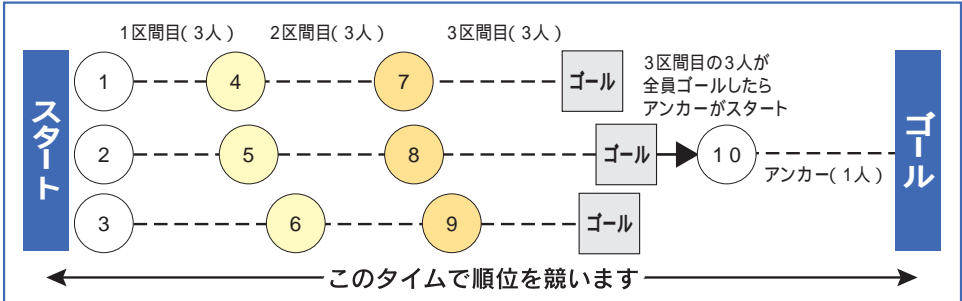 1区間目(3人)
2区間目(3人)
3区間目(3人)
スタート
1
4
7
ゴール
3区間目の3人が
全員ゴールしたら
アンカーがスタート
2
5
8
ゴール
10
アンカー(1人)
ゴール
3
6
9
ゴール
このタイムで順位を競います